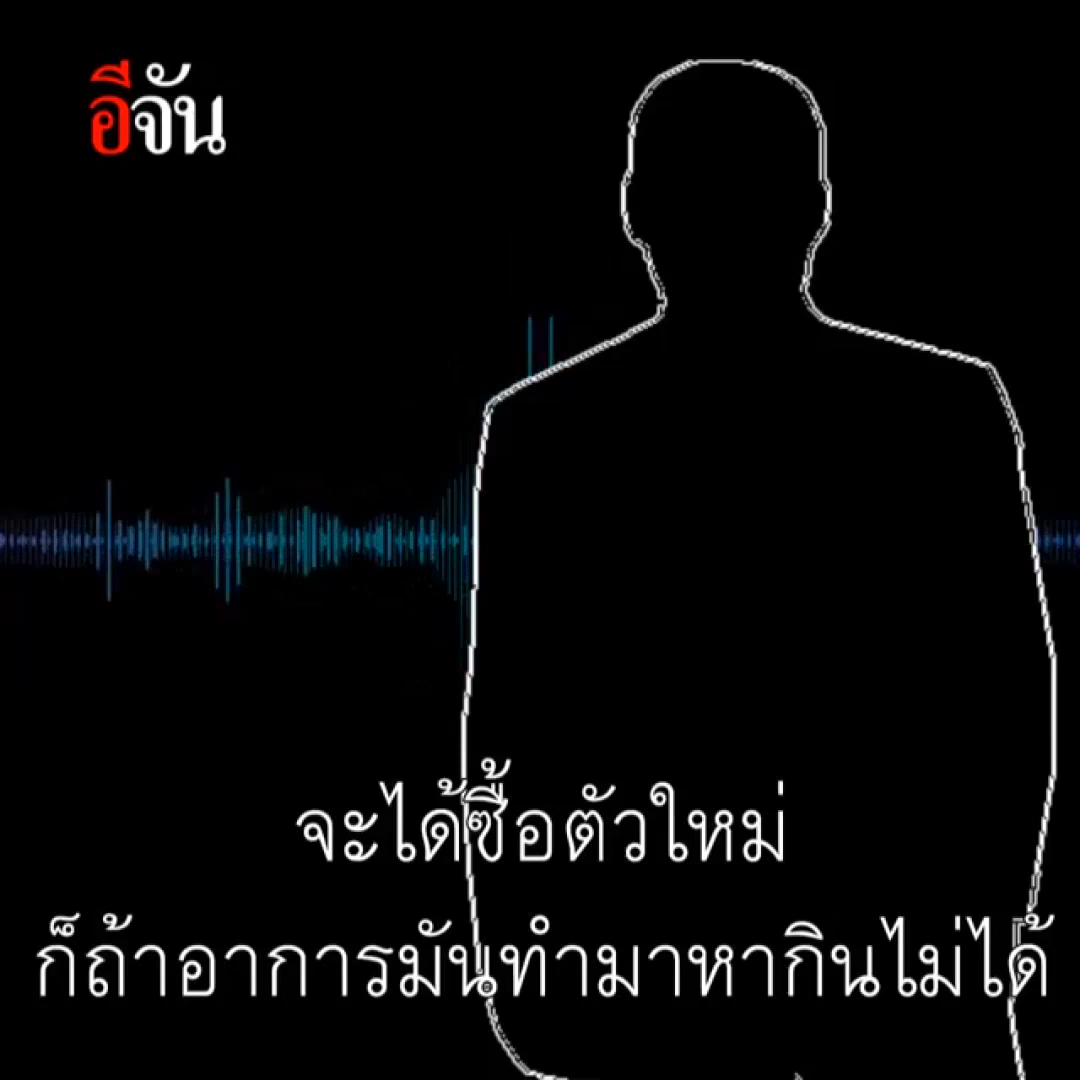 อีจัน
จะได้ซื้อตัวใหม่
ก็ถ้าอาการมันทำมาหากินไม่ได้